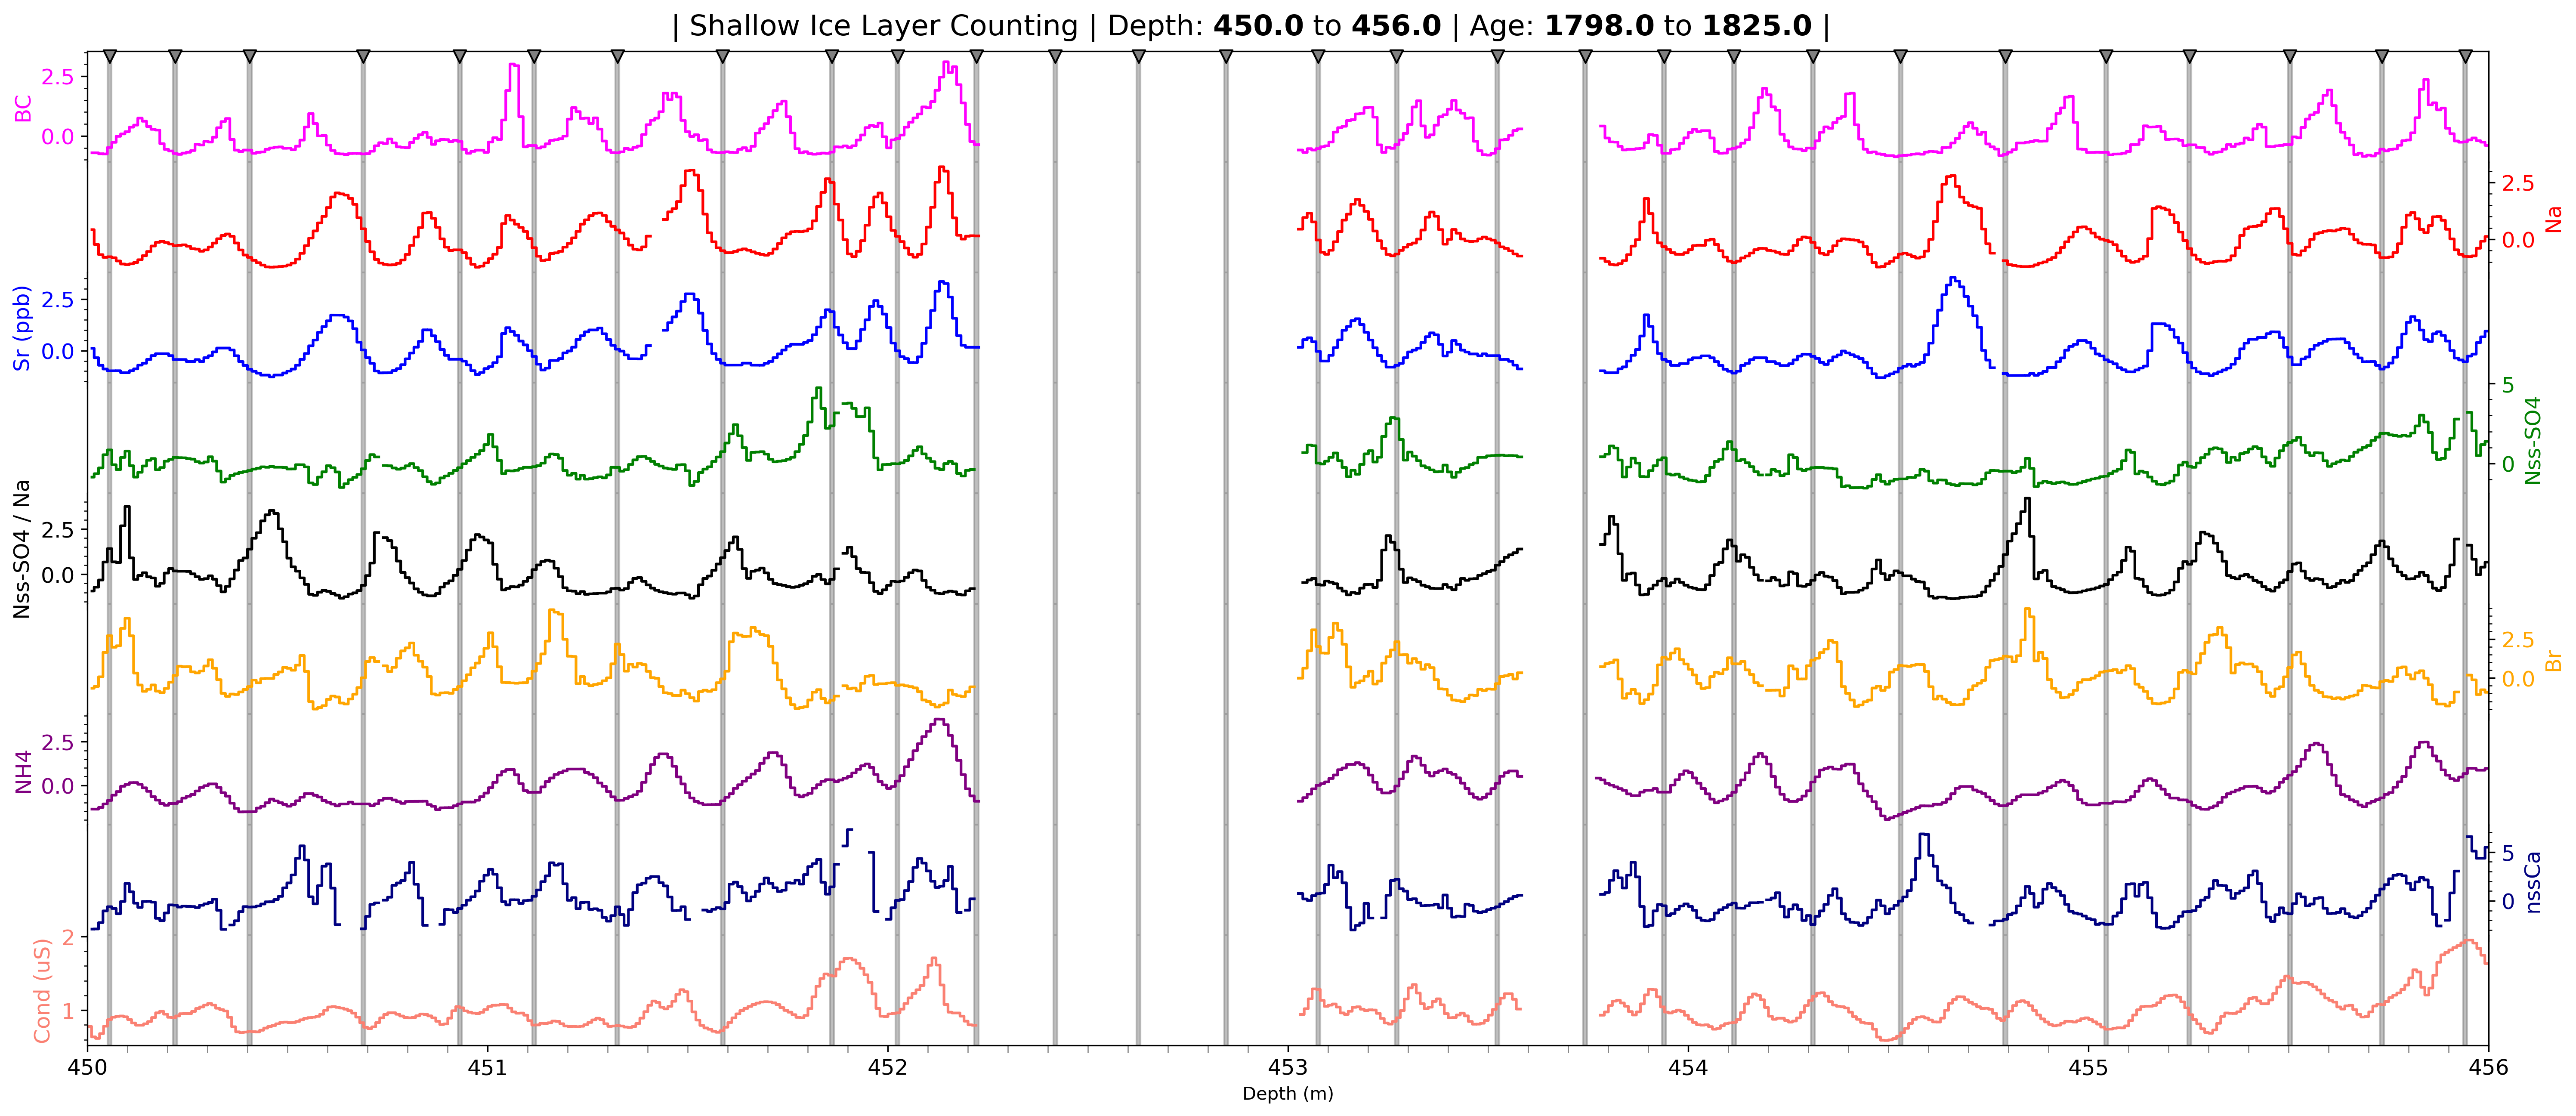 | Shallow Ice Layer Counting | Depth: 450.0 to 456.0 | Age: 1798.0 to 1825.0 |
BC
2.5
0.0
2.5
0.0
Na
Sr (ppb)
2.5
0.0
5
0
Nss-SO4
Nss-SO4 / Na
2.5
0.0
2.5
0.0
Br
NH4
2.5
0.0
5
0
nssCa
Cond (uS)
2
1
450
451
452
453
454
455
456
Depth (m)